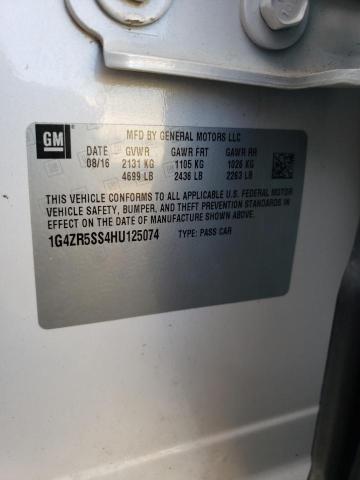 GM
MFD BY GENERAL MOTORS LLC
DATE GVWR GAWR FRT GAWR RR
08/16 2131 KG 1105 KG 1026 KG
4699 LB 2436 LB 2263 LB
THIS VEHICLE CONFORMS TO ALL APPLICABLE U.S. FEDERAL MOTOR
VEHICLE SAFETY, BUMPER, AND THEFT PREVENTION STANDARDS IN
EFFECT ON THE DATE OF MANUFACTURE SHOWN ABOVE.
1G4ZR5SS4HU125074 TYPE: PASS CAR